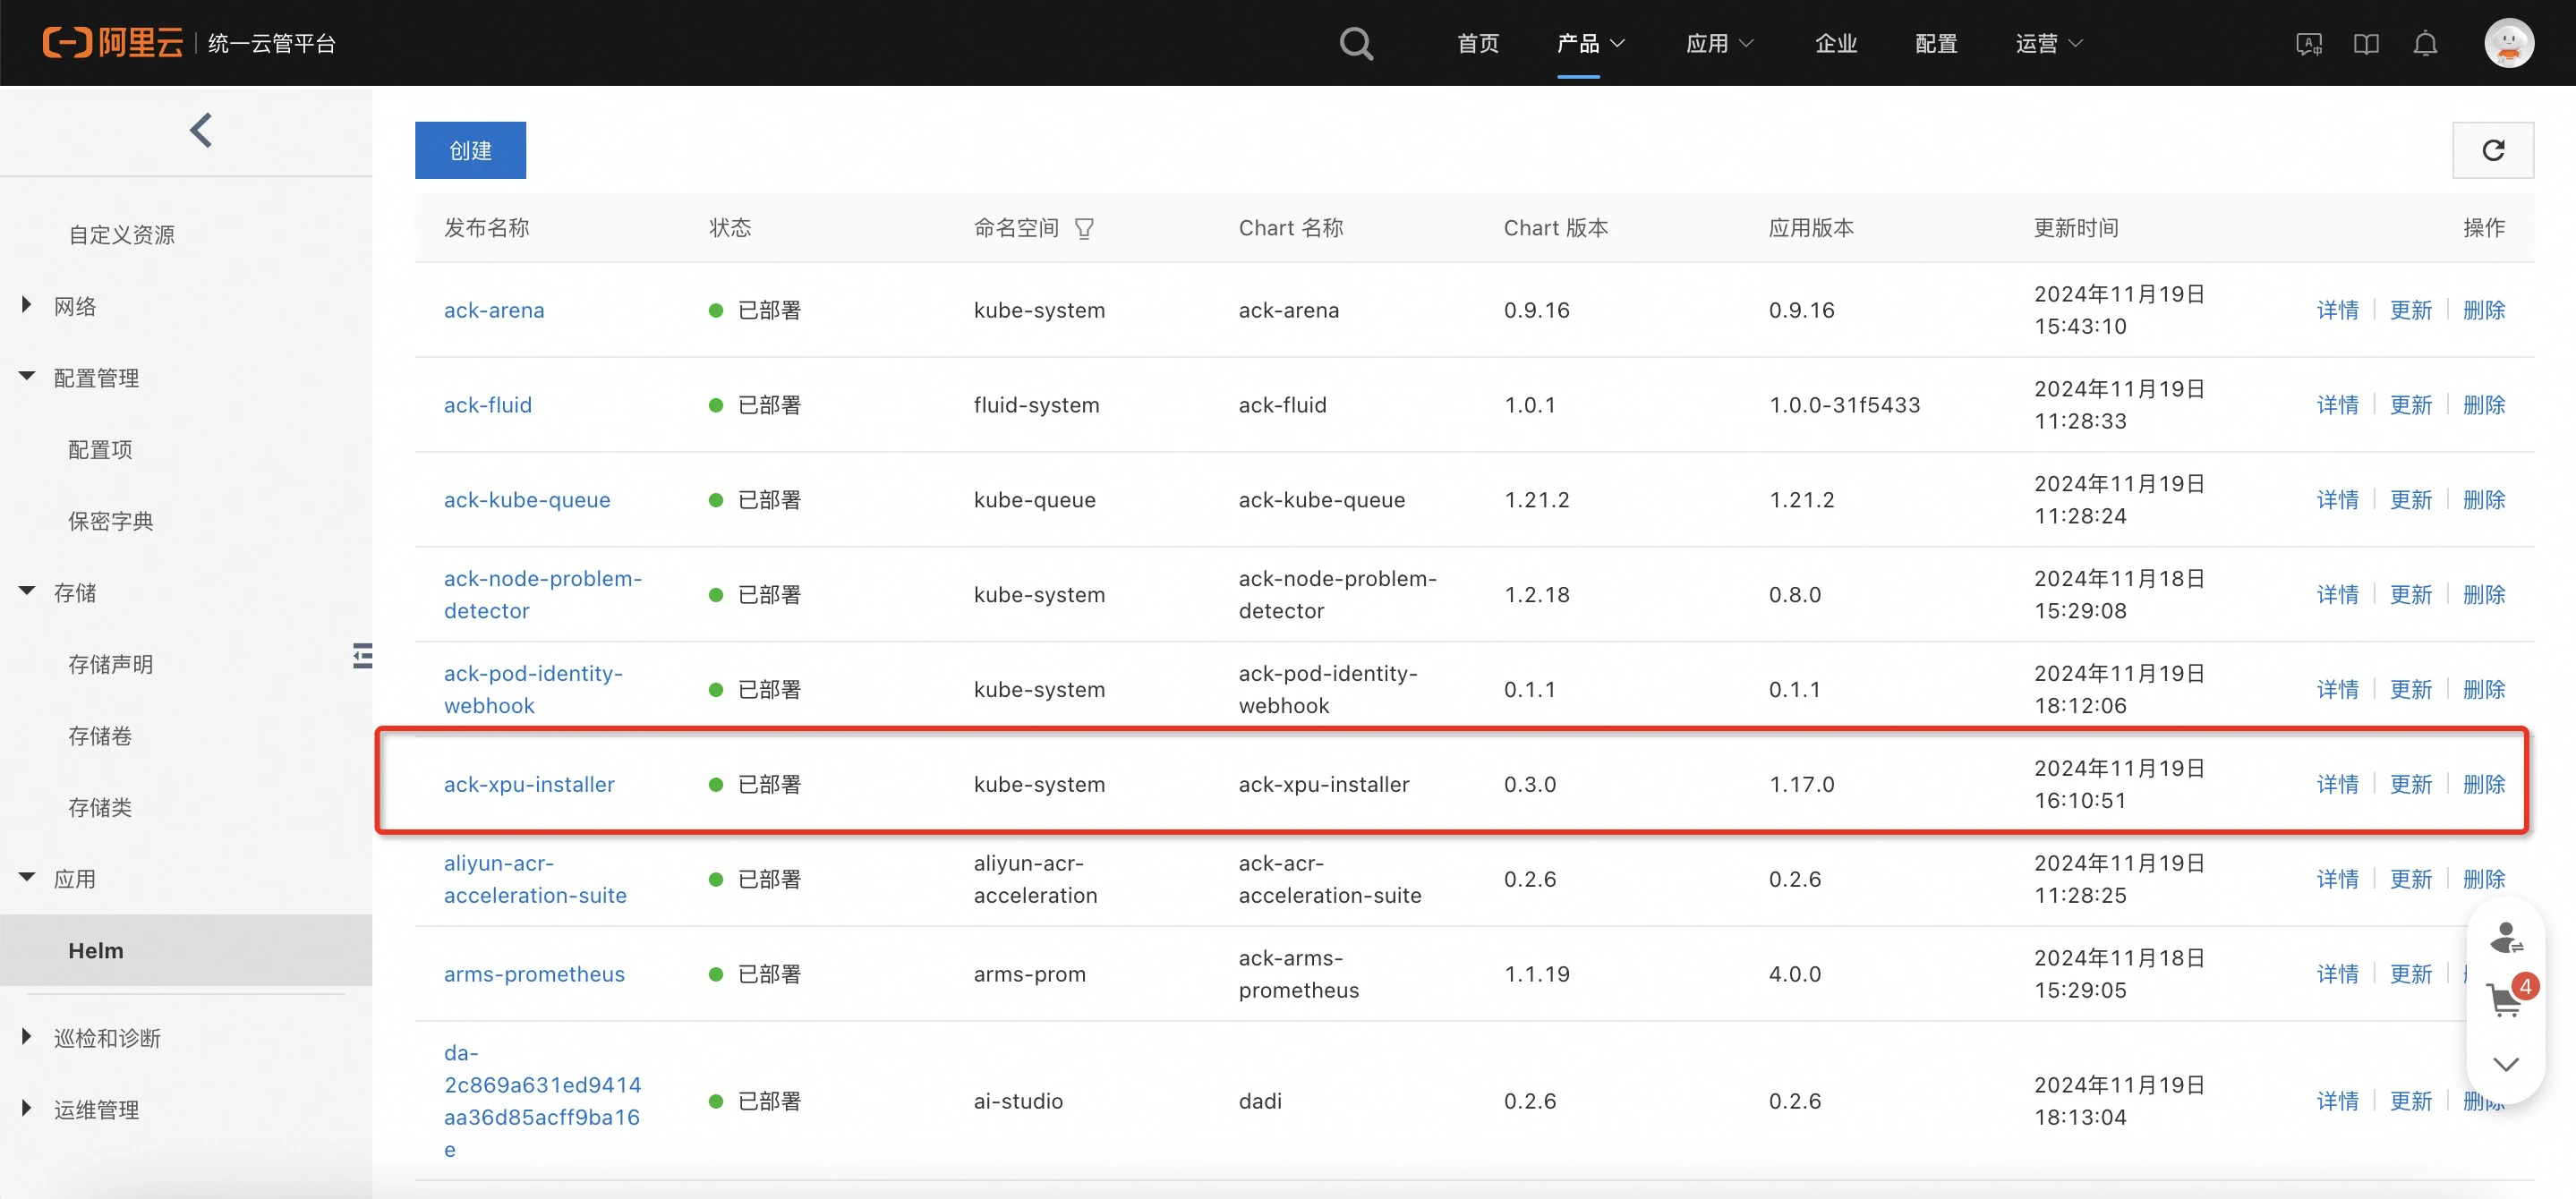 阿里云 统一云管平台 首页 产品 应用 企业 配置 运营
创建
自定义资源
网络
配置管理
配置项
保密字典
存储
存储声明
存储卷
存储类
应用
Helm
巡检和诊断
运维管理
发布名称 状态 命名空间 Chart 名称 Chart 版本 应用版本 更新时间 操作
ack-arena 已部署 kube-system ack-arena 0.9.16 0.9.16 2024年11月19日 详情 更新 删除
15:43:10
ack-fluid 已部署 fluid-system ack-fluid 1.0.1 1.0.0-31f5433 2024年11月19日 详情 更新 删除
11:28:33
ack-kube-queue 已部署 kube-queue ack-kube-queue 1.21.2 1.21.2 2024年11月19日 详情 更新 删除
11:28:24
ack-node-problem- 已部署 kube-system ack-node-problem- 1.2.18 0.8.0 2024年11月18日 详情 更新 删除
detector detector 15:29:08
ack-pod-identity- 已部署 kube-system ack-pod-identity- 0.1.1 0.1.1 2024年11月19日 详情 更新 删除
webhook webhook 18:12:06
ack-xpu-installer 已部署 kube-system ack-xpu-installer 0.3.0 1.17.0 2024年11月19日 详情 更新 删除
16:10:51
aliyun-acr- 已部署 aliyun-acr- ack-acr- 0.2.6 0.2.6 2024年11月19日 详情 更新 删除
acceleration-suite acceleration acceleration-suite 11:28:25
arms-prometheus 已部署 arms-prom ack-arms- 1.1.19 4.0.0 2024年11月18日 详情 更新
prometheus 15:29:05
4
da-
2c869a631ed9414 已部署 ai-studio dadi 0.2.6 0.2.6 2024年11月19日 详情 更新 删除
aa36d85acff9ba16 18:13:04
e